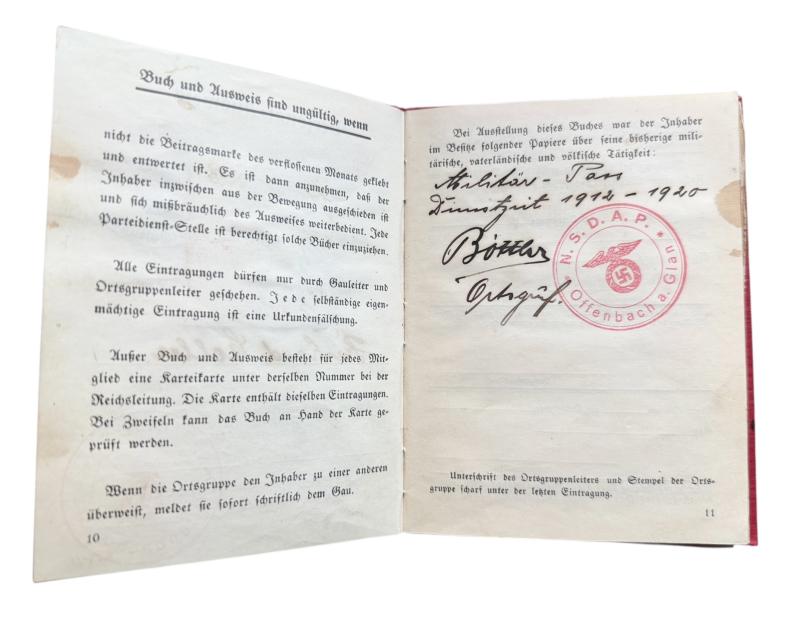 Buch und Ausweis sind ungültig, wenn
nicht die Beitragsmarke des verflossenen Monats geklebt
und entwertet ist. Es ist dann anzunehmen, daß der
Inhaber inzwischen aus der Bewegung ausgeschieden ist
und sich mißbräuchlich des Ausweises weiterbedient. Jede
Parteidienst-Stelle ist berechtigt solche Bücher einzuziehen.
Alle Eintragungen dürfen nur durch Gauleiter und
Ortsgruppenleiter geschehen. Jede selbständige eigen-
mächtige Eintragung ist eine Urkundenfälschung.
Außer Buch und Ausweis besteht für jedes Mit-
glied eine Karteikarte unter derselben Nummer bei der
Reichsleitung. Die Karte enthält dieselben Eintragungen.
Bei Zweifeln kann das Buch an Hand der Karte ge-
prüft werden.
Wenn die Ortsgruppe den Inhaber zu einer anderen
überweist, meldet sie sofort schriftlich dem Gau.
10
Bei Ausstellung dieses Buches war der Inhaber
im Besitze folgender Papiere über seine bisherige mili-
tärische, vaterländische und völkische Tätigkeit:
Militär - Pass
Dienstzeit 1912 - 1920
Ortsgrf.
N.S.D.A.P.
Offenbach a. Glan
Unterschrift des Ortsgruppenleiters und Stempel der Orts-
gruppe scharf unter der letzten Eintragung.
11